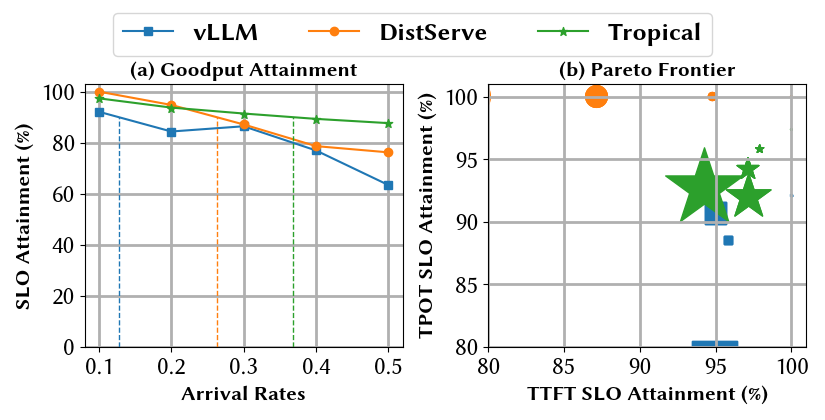 vLLM DistServe Tropical
(a) Goodput Attainment
SLO Attainment (%)
100
80
60
40
20
0
0.1 0.2 0.3 0.4 0.5
Arrival Rates
(b) Pareto Frontier
TPOT SLO Attainment (%)
100
95
90
85
80
80 85 90 95 100
TTFT SLO Attainment (%)